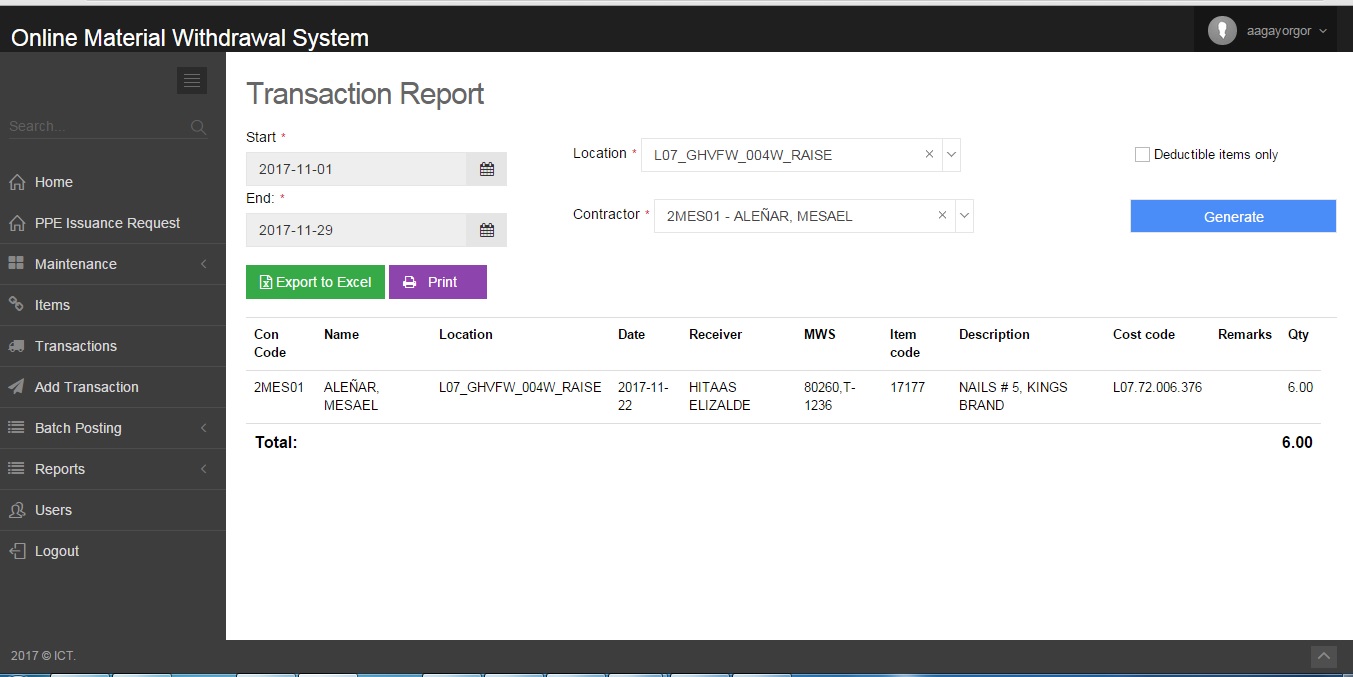 Online Material Withdrawal System
aagayorgor
Search...
Home
PPE Issuance Request
Maintenance
Items
Transactions
Add Transaction
Batch Posting
Reports
Users
Logout
Transaction Report
Start *
2017-11-01
End: *
2017-11-29
Location * L07_GHVFW_004W_RAISE
Contractor * 2MES01 - ALEÑAR, MESAEL
Deductible items only
Generate
Export to Excel
Print
Con Name Location Date Receiver MWS Item Description Cost code Remarks Qty
Code code
2MES01 ALEÑAR, L07_GHVFW_004W_RAISE 2017-11- HITAAS 80260,T- 17177 NAILS # 5, KINGS L07.72.006.376 6.00
MESAEL 22 ELIZALDE 1236 BRAND
Total: 6.00
2017 © ICT.